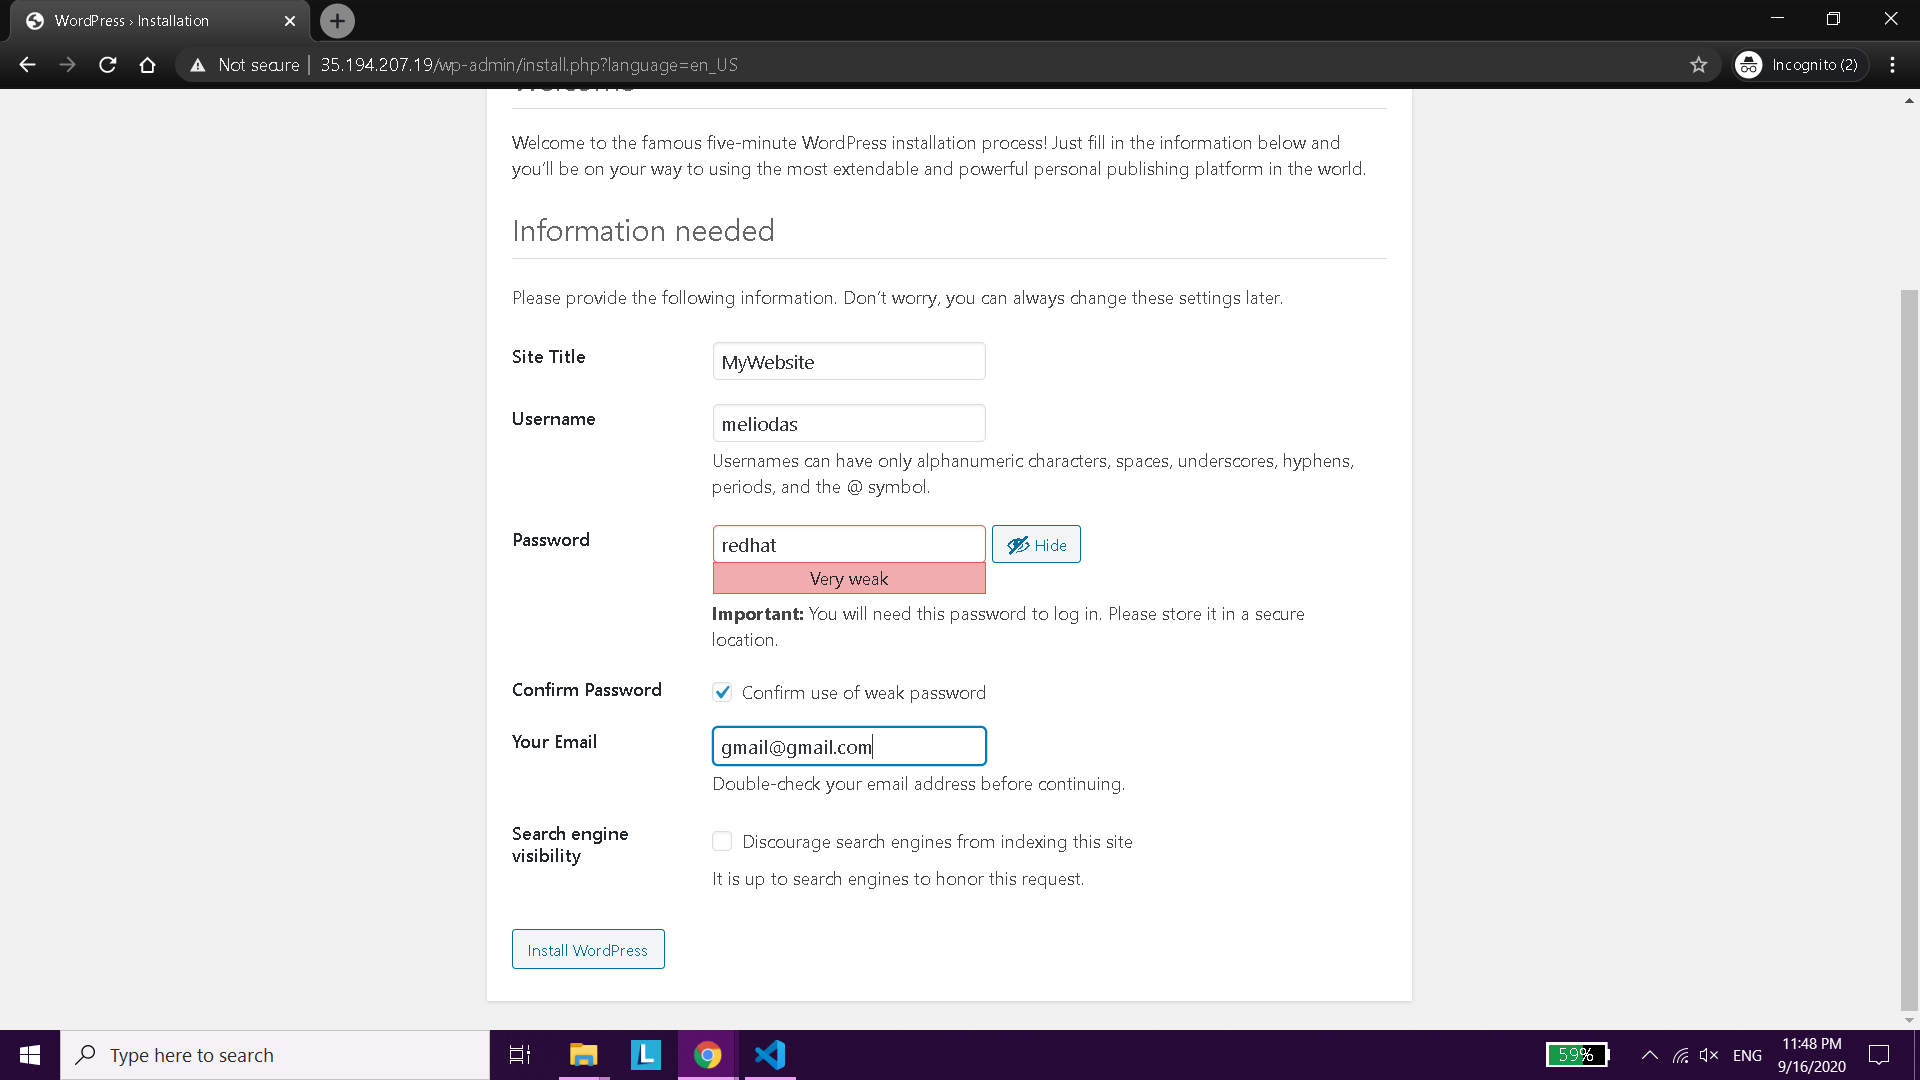 WordPress › Installation
Not secure | 35.194.207.19/wp-admin/install.php?language=en_US
Incognito (2)
Welcome
Welcome to the famous five-minute WordPress installation process! Just fill in the information below and
you’ll be on your way to using the most extendable and powerful personal publishing platform in the world.
Information needed
Please provide the following information. Don’t worry, you can always change these settings later.
Site Title
MyWebsite
Username
meliodas
Usernames can have only alphanumeric characters, spaces, underscores, hyphens,
periods, and the @ symbol.
Password
redhat
Hide
Very weak
Important: You will need this password to log in. Please store it in a secure
location.
Confirm Password
Confirm use of weak password
Your Email
gmail@gmail.com
Double-check your email address before continuing.
Search engine
visibility
Discourage search engines from indexing this site
It is up to search engines to honor this request.
Install WordPress
Type here to search
L
59%
ENG
11:48 PM
9/16/2020